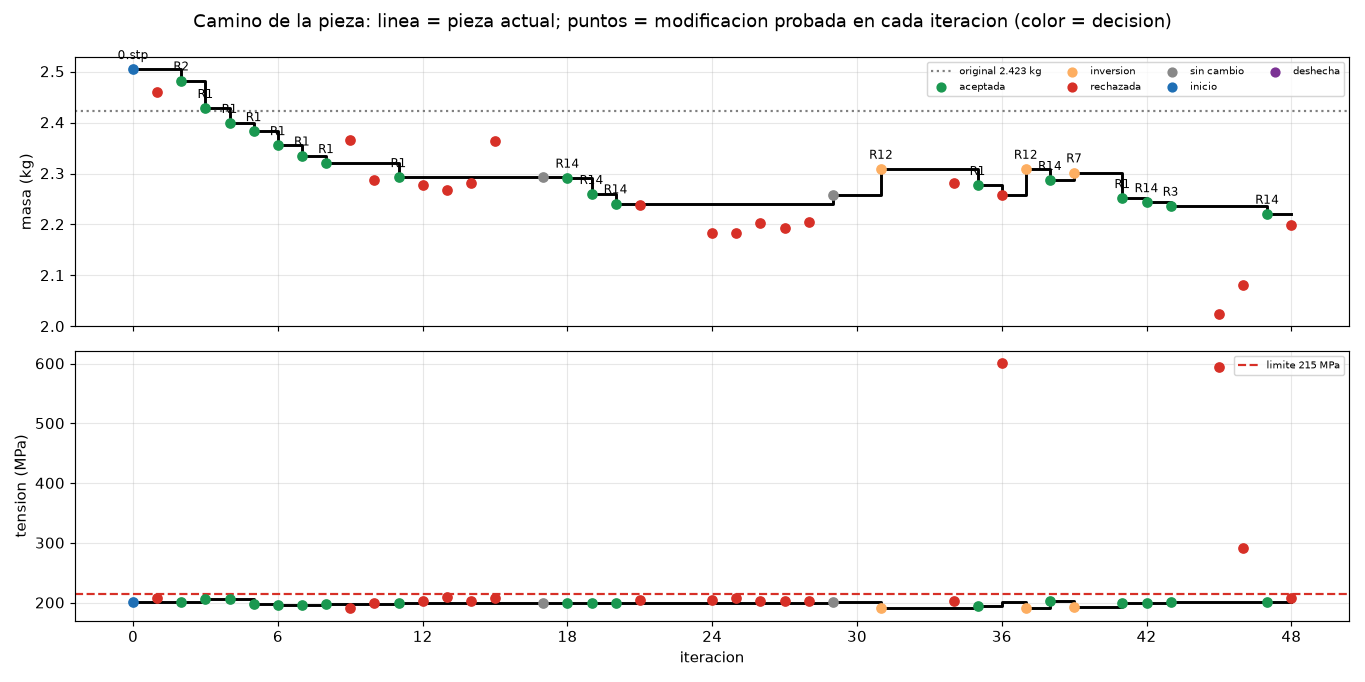 Camino de la pieza: linea = pieza actual; puntos = modificacion probada en cada iteracion (color = decision)
original 2.423 kg
aceptada
inversion
rechazada
sin cambio
inicio
deshecha
masa (kg)
2.5
2.4
2.3
2.2
2.1
2.0
0.stp
R2
R1
R1
R1
R1
R1
R1
R1
R14
R14
R14
R12
R1
R12
R14
R7
R1
R14
R3
R14
limite 215 MPa
tension (MPa)
600
500
400
300
200
0 6 12 18 24 30 36 42 48
iteracion